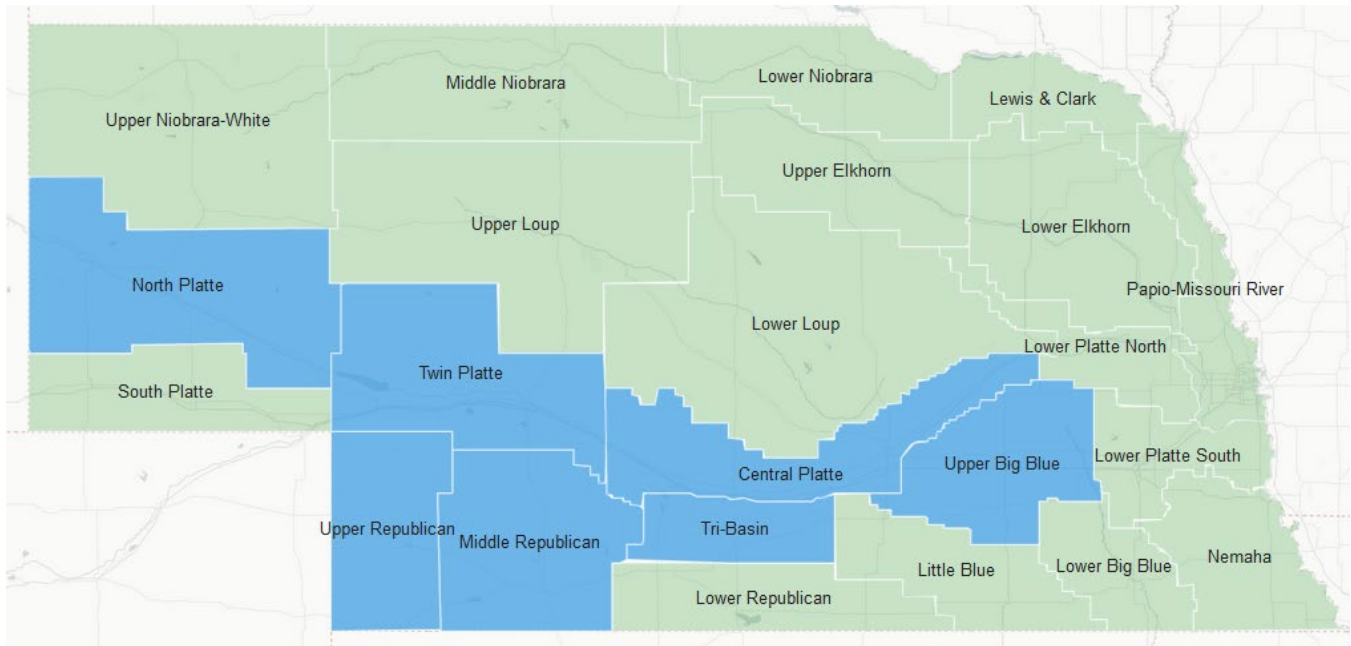 Lower Niobrara
Middle Niobrara
Lewis & Clark
Upper Niobrara-White
Upper Elkhorn
Upper Loup
Lower Elkhorn
North Platte
Papio-Missouri River
Lower Loup
Lower Platte North
Twin Platte
South Platte
Lower Platte South
Upper Big Blue
Central Platte
Upper Republican
Tri-Basin
Middle Republican
Nemaha
Lower Big Blue
Little Blue
Lower Republican